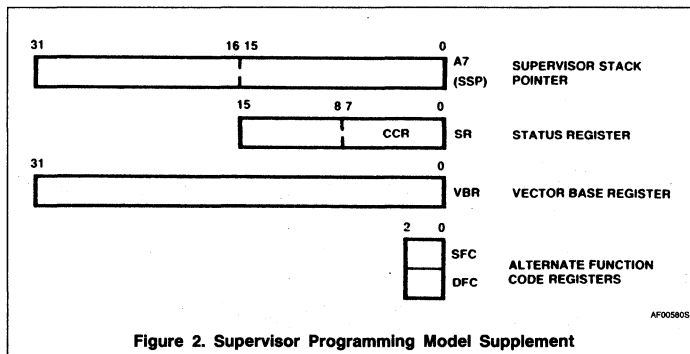 31 16 15 0
A7 SUPERVISOR STACK
(SSP) POINTER
15 8 7 0
CCR SR STATUS REGISTER
31 0
VBR VECTOR BASE REGISTER
2 0
SFC
ALTERNATE FUNCTION
DFC CODE REGISTERS
AF00580S
Figure 2. Supervisor Programming Model Supplement